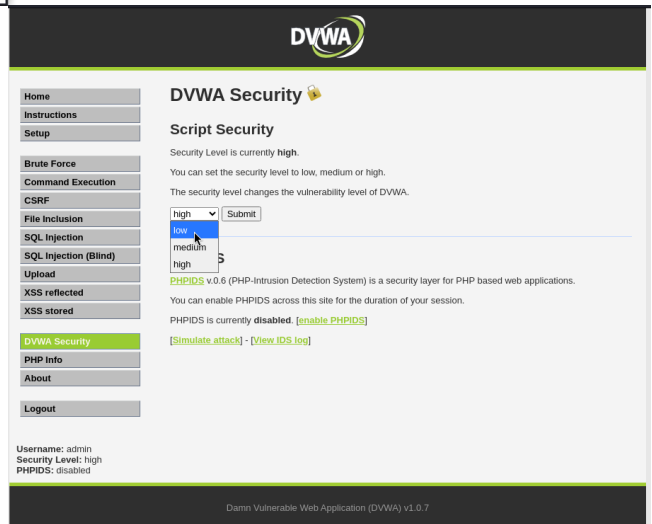 DVWA
Home
Instructions
Setup
Brute Force
Command Execution
CSRF
File Inclusion
SQL Injection
SQL Injection (Blind)
Upload
XSS reflected
XSS stored
DVWA Security
PHP Info
About
Logout
Username: admin
Security Level: high
PHPIDS: disabled
DVWA Security
Script Security
Security Level is currently high.
You can set the security level to low, medium or high.
The security level changes the vulnerability level of DVWA.
high Submit
low
medium
high
PHPIDS v.0.6 (PHP-Intrusion Detection System) is a security layer for PHP based web applications.
You can enable PHPIDS across this site for the duration of your session.
PHPIDS is currently disabled. [enable PHPIDS]
[Simulate attack] - [View IDS log]
Damn Vulnerable Web Application (DVWA) v1.0.7